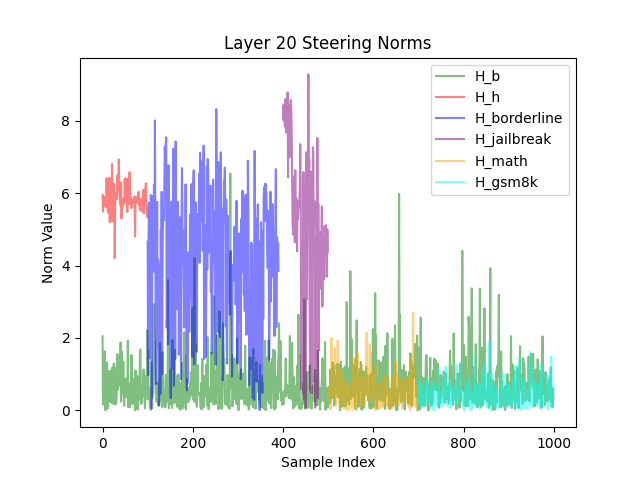 Layer 20 Steering Norms
H_b
H_h
H_borderline
H_jailbreak
H_math
H_gsm8k
Norm Value
8
6
4
2
0
0 200 400 600 800 1000
Sample Index